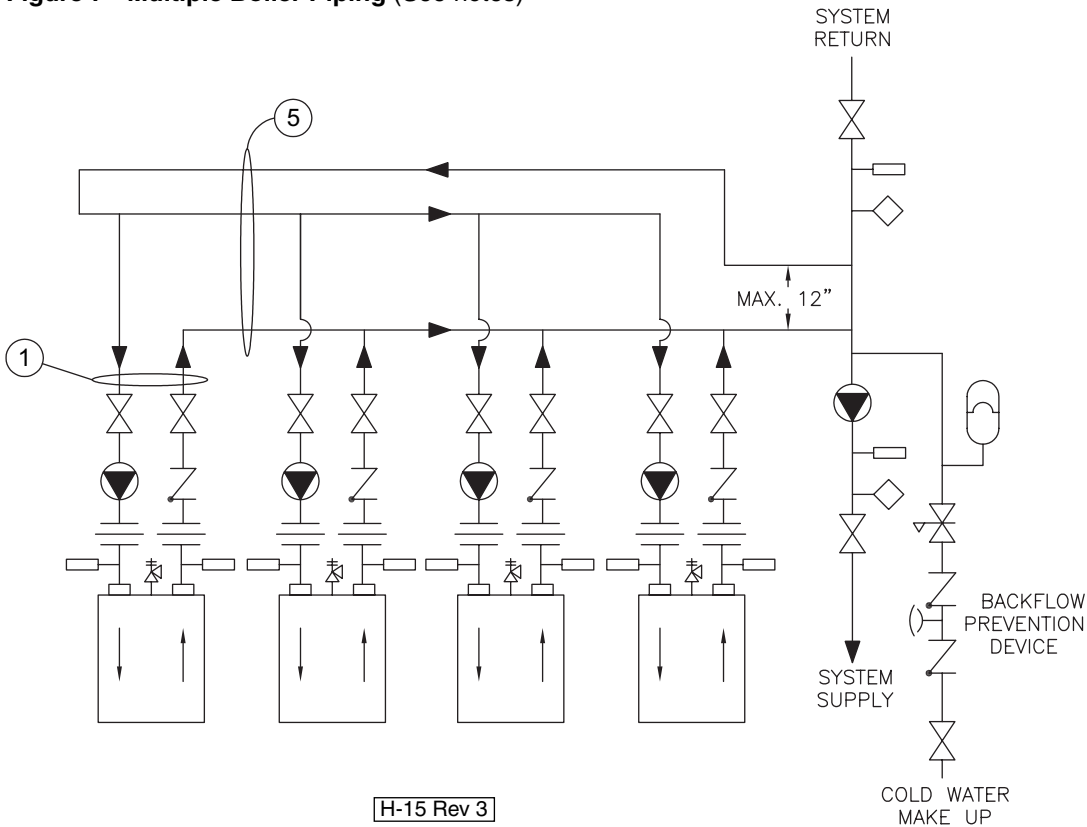 Figure 7 - Multiple Boiler Piping (See notes)
SYSTEM
RETURN
5
MAX. 12”
1
BACKFLOW
PREVENTION
DEVICE
SYSTEM
SUPPLY
COLD WATER
MAKE UP
H-15 Rev 3